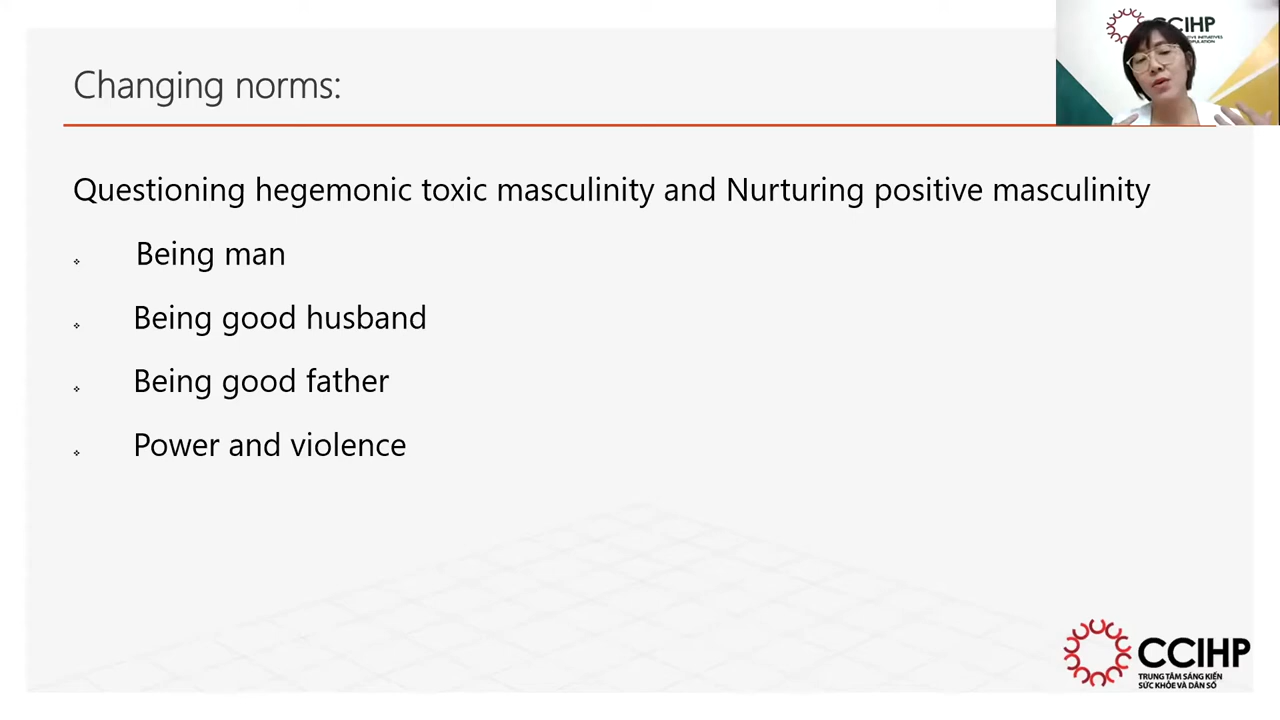 CCIHP
Changing norms:
Questioning hegemonic toxic masculinity and Nurturing positive masculinity
Being man
Being good husband
Being good father
Power and violence
CCIHP
TRUNG TÂM SÁNG KIẾN
SỨC KHỎE VÀ DÂN SỐ